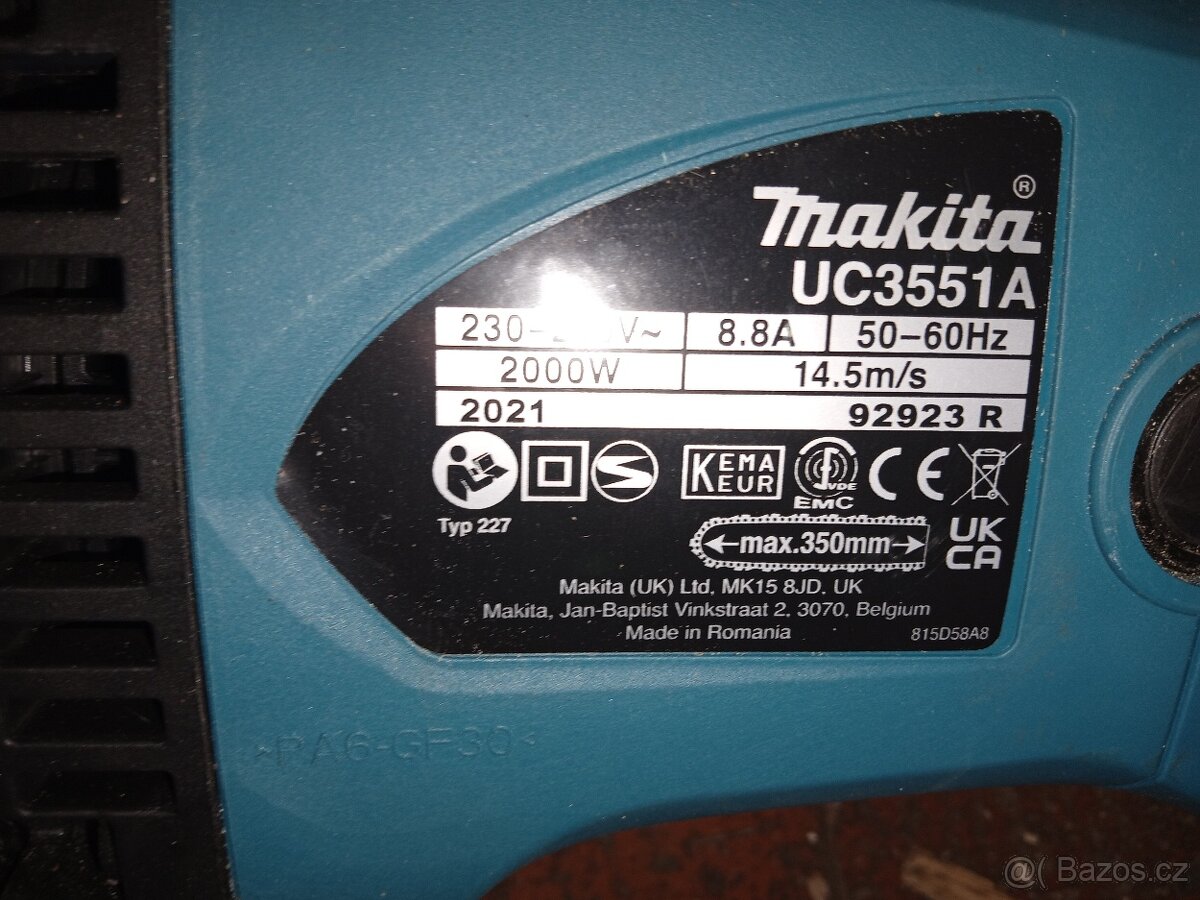 Makita®
UC3551A
230- V~ 8.8A 50–60Hz
2000W 14.5m/s
2021 92923 R
KEMA
EUR
VDE
EMC
CE
Typ 227
max.350mm
UK
CA
Makita (UK) Ltd, MK15 8JD, UK
Makita, Jan-Baptist Vinkstraat 2, 3070, Belgium
Made in Romania 815D58A8
>PA6-GF30<
@( Bazos.cz